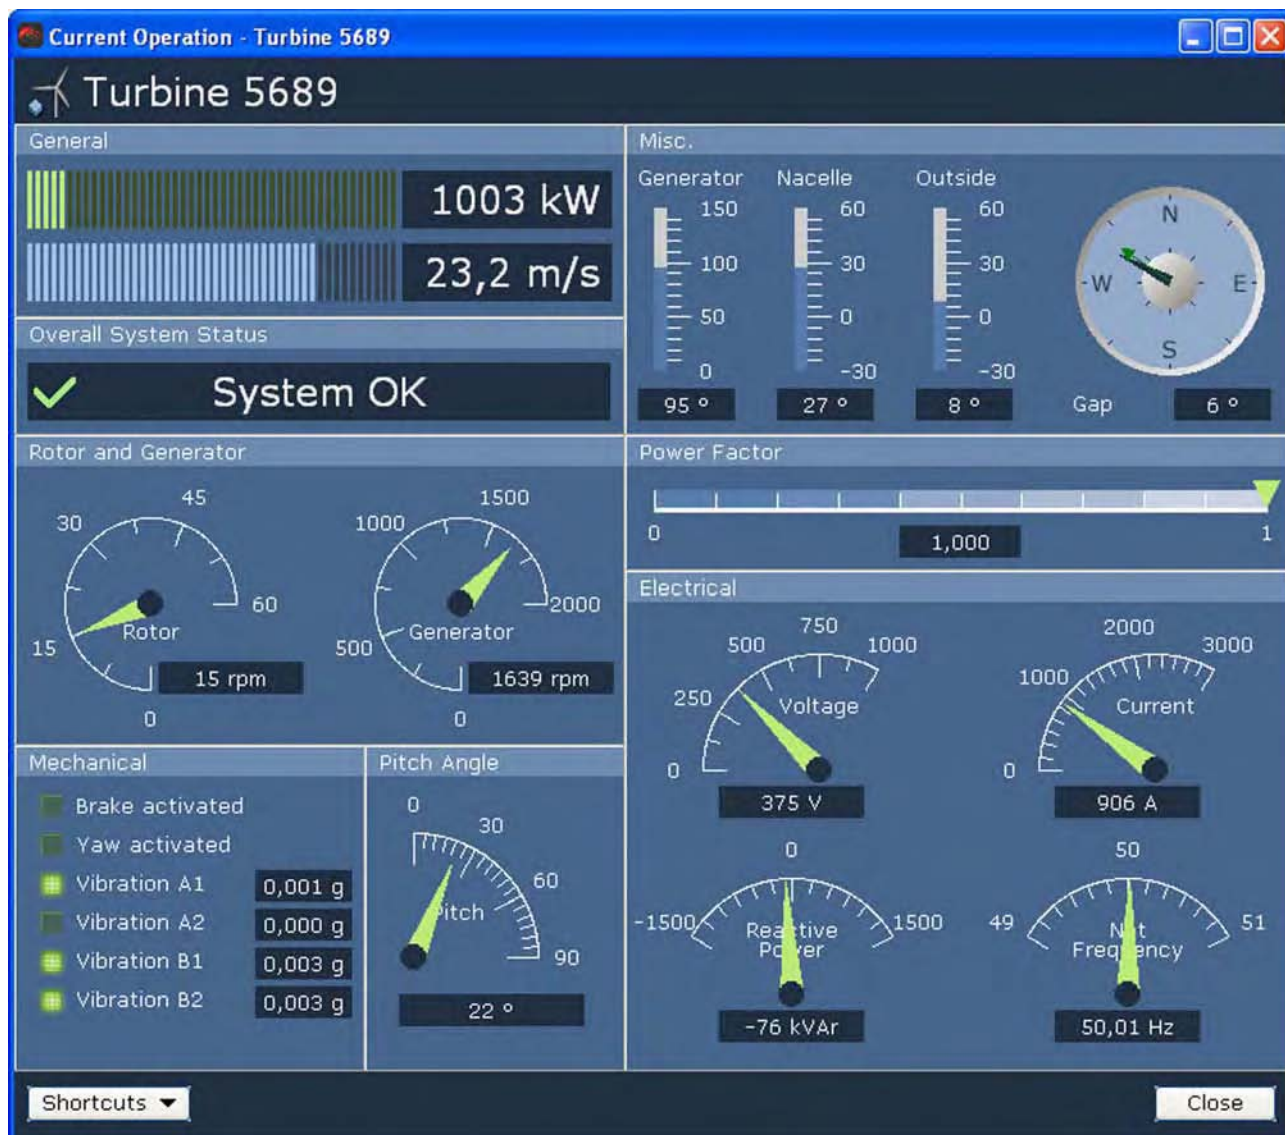 Current Operation - Turbine 5689
Turbine 5689
General
1003 kW
23,2 m/s
Overall System Status
System OK
Rotor and Generator
0
15
30
45
60
Rotor
15 rpm
0
500
1000
1500
2000
Generator
1639 rpm
Mechanical
Brake activated
Yaw activated
Vibration A1 0,001 g
Vibration A2 0,000 g
Vibration B1 0,003 g
Vibration B2 0,003 g
Pitch Angle
0
30
60
90
Pitch
22 °
Misc.
Generator Nacelle Outside
150 60 60
100 30 30
50 0 0
0 -30 -30
95 ° 27 ° 8 °
N
W E
S
Gap 6 °
Power Factor
0 1
1,000
Electrical
0
250
500
750
1000
Voltage
375 V
0
1000
2000
3000
Current
906 A
0
-1500 1500
Reactive
Power
-76 kVAr
50
49 51
Net
Frequency
50,01 Hz
Shortcuts
Close